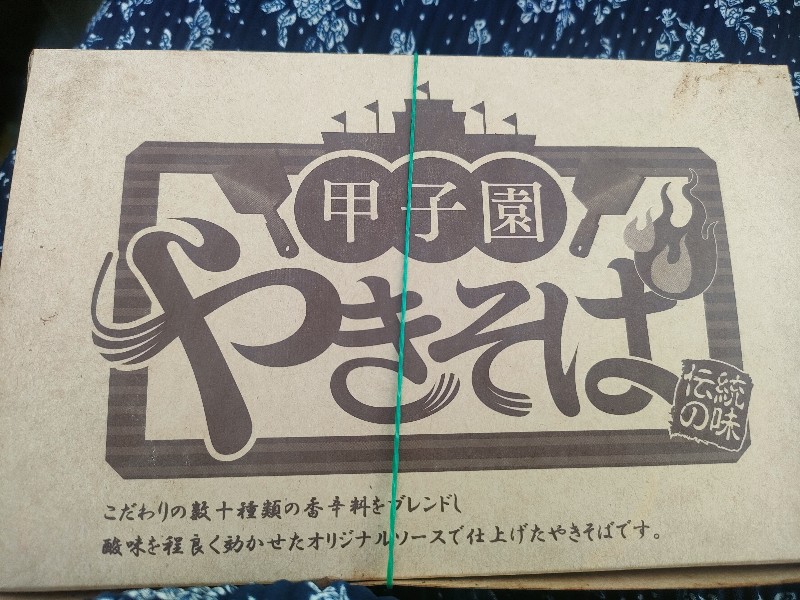 甲子園
やきそば
伝統の味
こだわりの数十種類の香辛料をブレンドし
酸味を程良く効かせたオリジナルソースで仕上げたやきそばです。